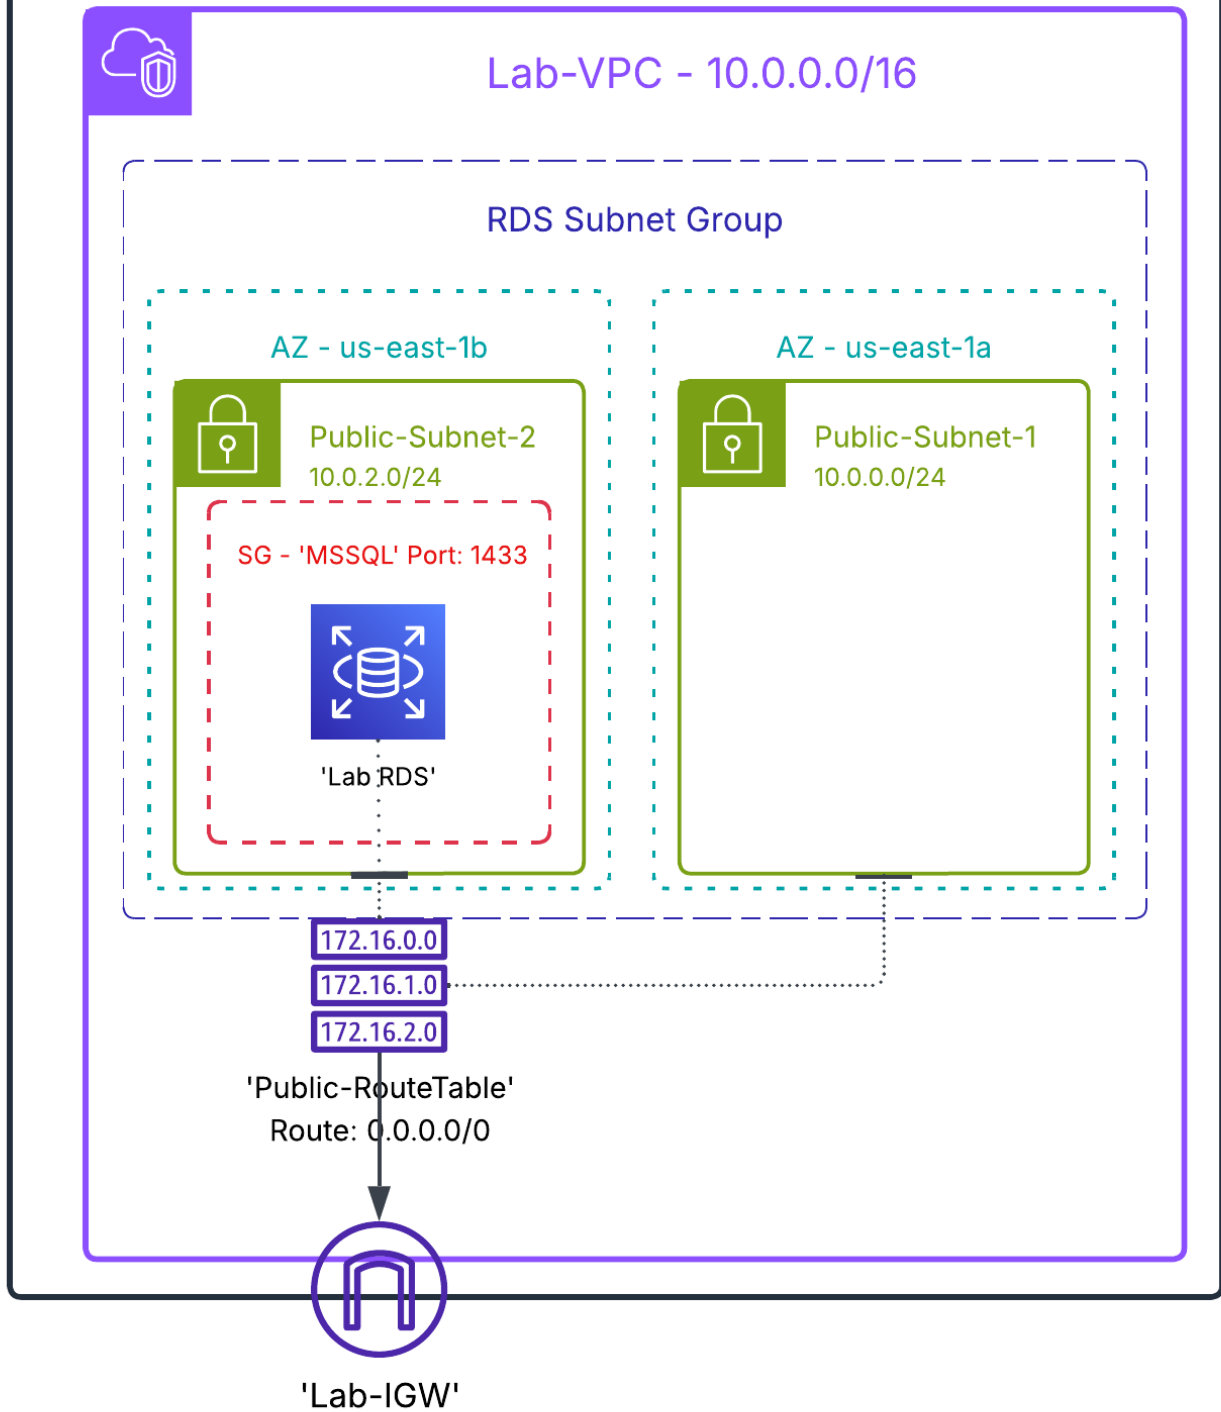 Lab-VPC - 10.0.0.0/16
RDS Subnet Group
AZ - us-east-1b
Public-Subnet-2
10.0.2.0/24
SG - 'MSSQL' Port: 1433
'Lab RDS'
AZ - us-east-1a
Public-Subnet-1
10.0.0.0/24
172.16.0.0
172.16.1.0
172.16.2.0
'Public-RouteTable'
Route: 0.0.0.0/0
'Lab-IGW'